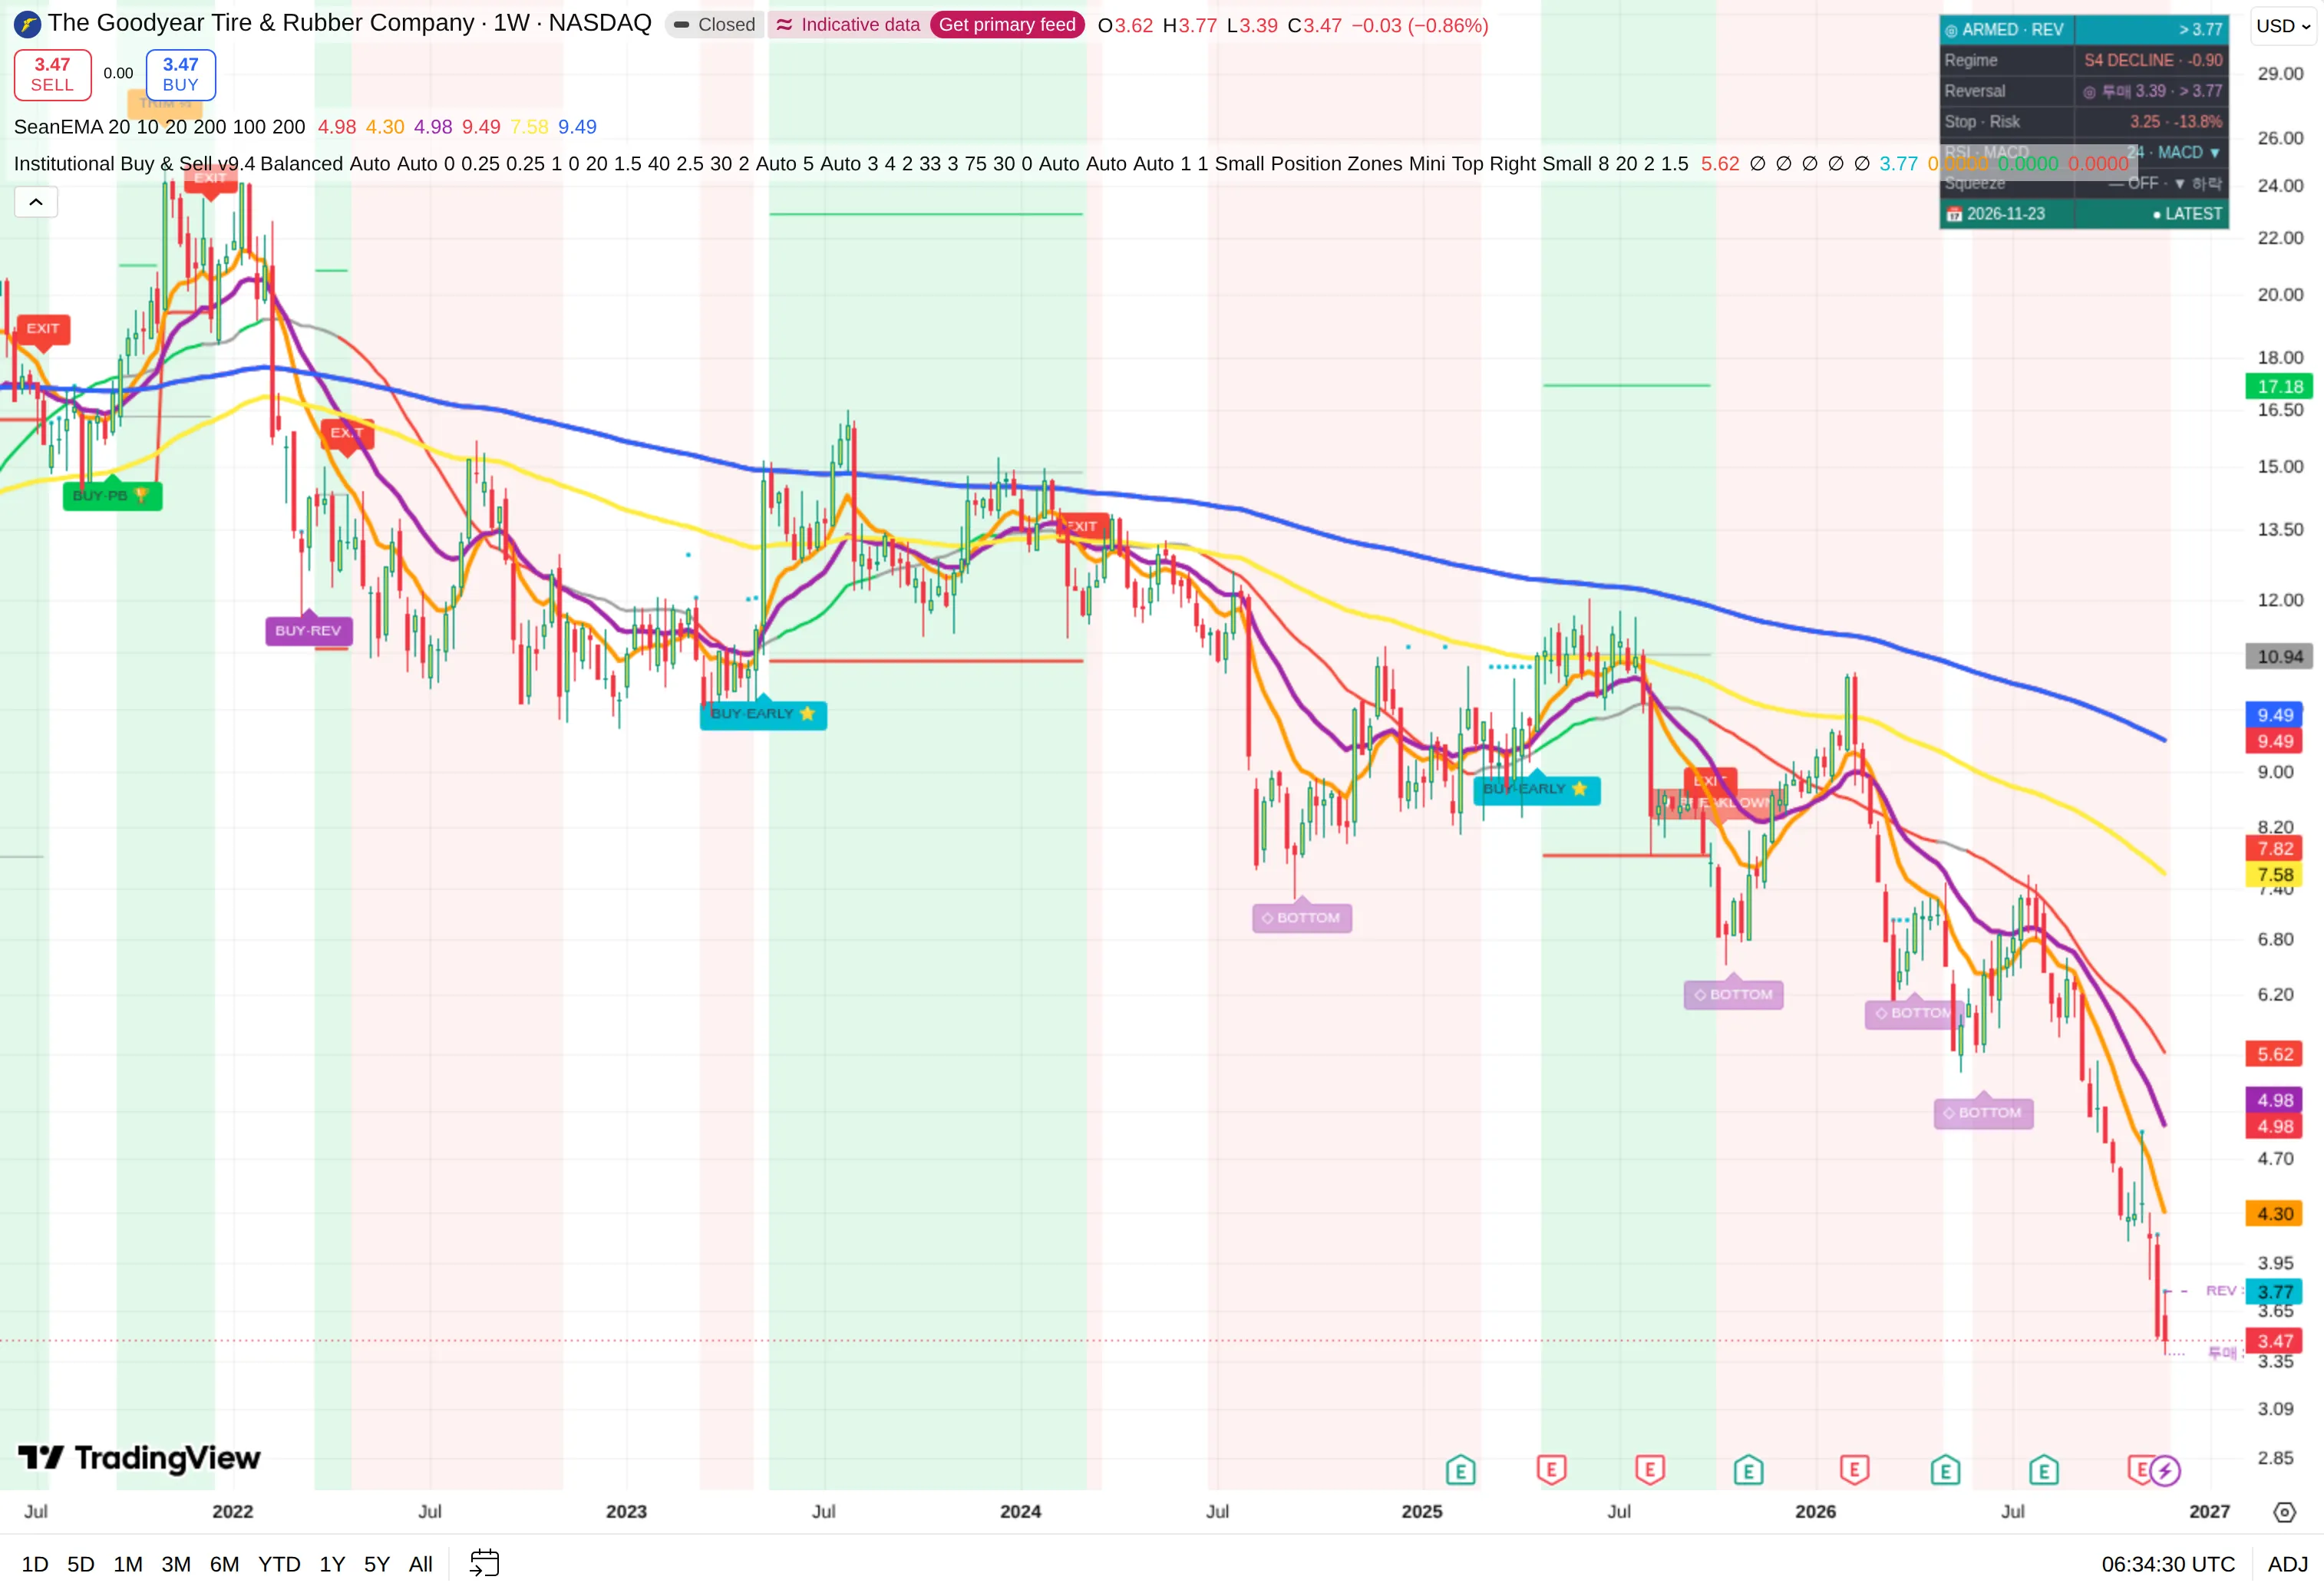 The Goodyear Tire & Rubber Company · 1W · NASDAQ Closed Indicative data Get primary feed O3.62 H3.77 L3.39 C3.47 −0.03 (−0.86%)
3.47 SELL
0.00
3.47 BUY
TRIM
SeanEMA 20 10 20 200 100 200 4.98 4.30 4.98 9.49 7.58 9.49
Institutional Buy & Sell v9.4 Balanced Auto Auto 0 0.25 0.25 1 0 20 1.5 40 2.5 30 2 Auto 5 Auto 3 4 2 33 3 75 30 0 Auto Auto Auto 1 1 Small Position Zones Mini Top Right Small 8 20 2 1.5 5.62 ∅ ∅ ∅ ∅ ∅ 3.77 0.0000 0.0000 0.0000
◎ ARMED · REV > 3.77
Regime S4 DECLINE · -0.90
Reversal ◎ 투매 3.39 · > 3.77
Stop · Risk 3.25 · -13.8%
RSI · MACD 24 · MACD ▼
Squeeze — OFF · ▼ 하락
📅 2026-11-23 ● LATEST
USD
29.00
26.00
24.00
22.00
20.00
18.00
17.18
16.50
15.00
13.50
12.00
10.94
9.49
9.49
9.00
8.20
7.82
7.58
7.40
6.80
6.20
5.62
4.98
4.98
4.70
4.30
3.95
3.77
3.65
3.47
3.35
3.09
2.85
EXIT
EXIT
EXIT
BUY·PB 🏆
EXIT
BUY·REV
BUY·EARLY ⭐
BUY·EARLY ⭐
EXIT
◇ BOTTOM
◇ BOTTOM
◇ BOTTOM
◇ BOTTOM
REV
투매
TradingView
E
E
E
E
E
E
E
E
Jul 2022 Jul 2023 Jul 2024 Jul 2025 Jul 2026 Jul 2027
1D 5D 1M 3M 6M YTD 1Y 5Y All
06:34:30 UTC ADJ